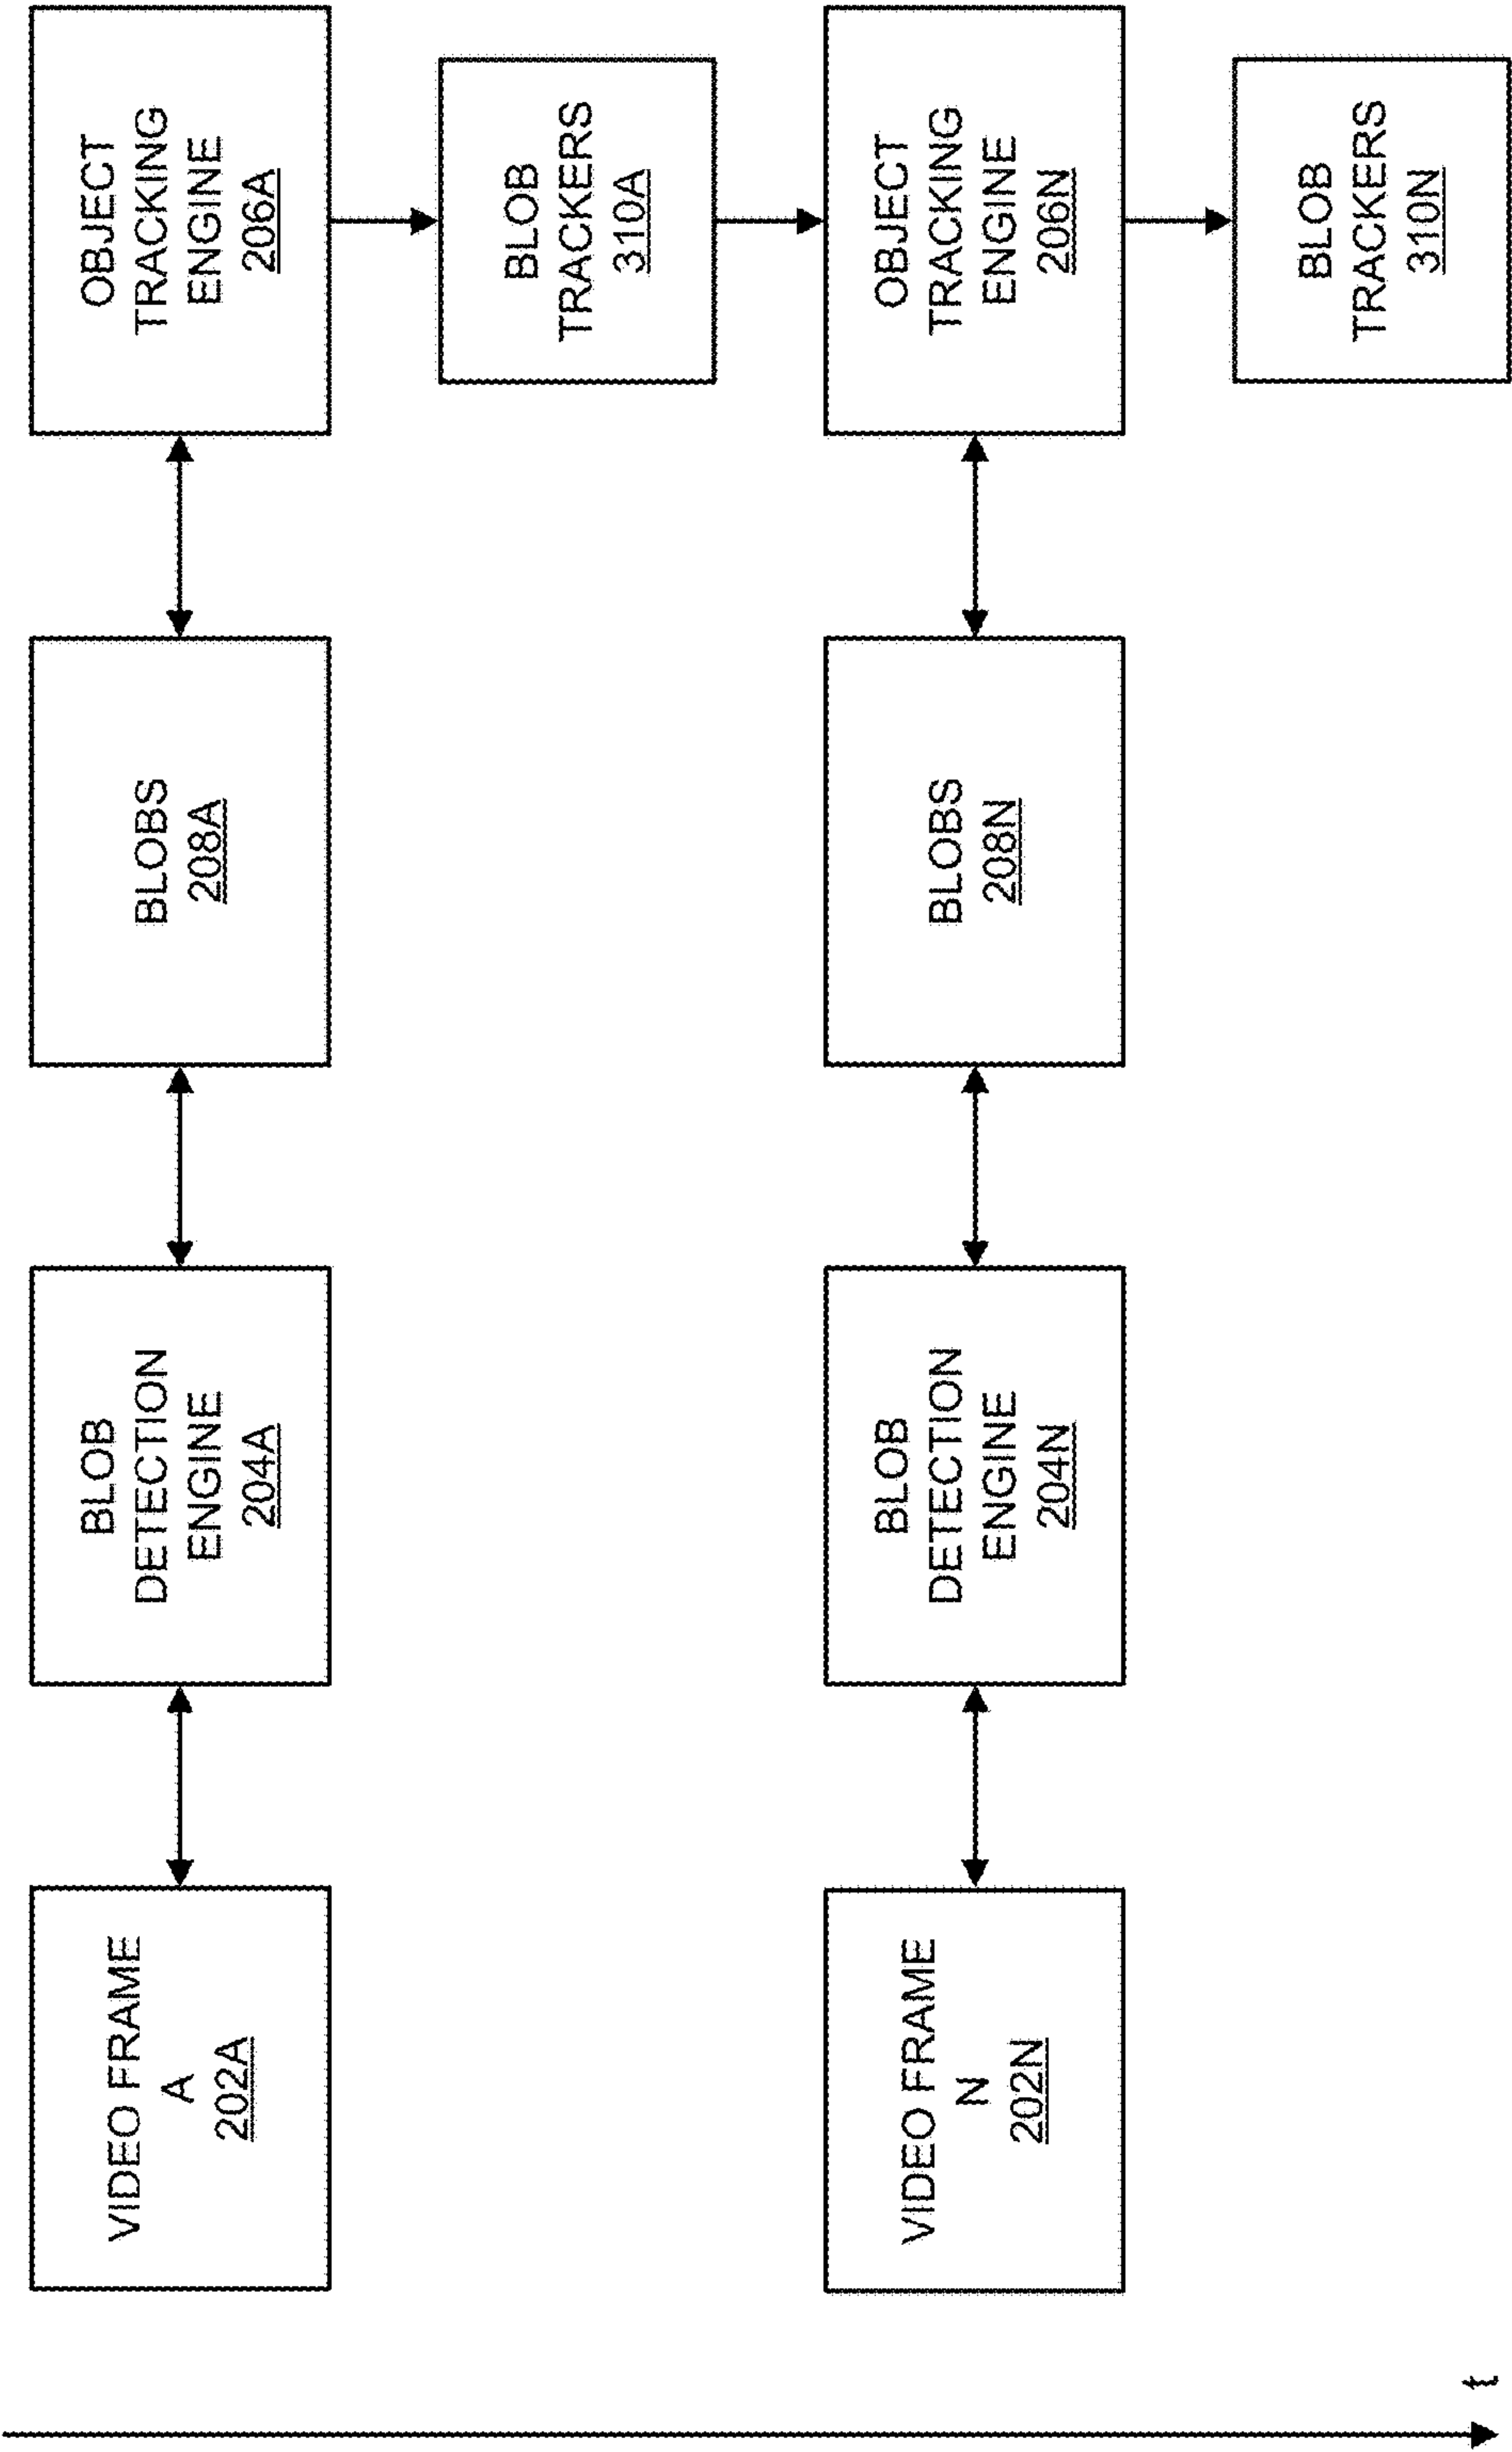 VIDEO FRAME
A
202A
BLOB
DETECTION
ENGINE
204A
BLOBS
208A
OBJECT
TRACKING
ENGINE
206A
BLOB
TRACKERS
310A
VIDEO FRAME
N
202N
BLOB
DETECTION
ENGINE
204N
BLOBS
208N
OBJECT
TRACKING
ENGINE
206N
BLOB
TRACKERS
310N
t